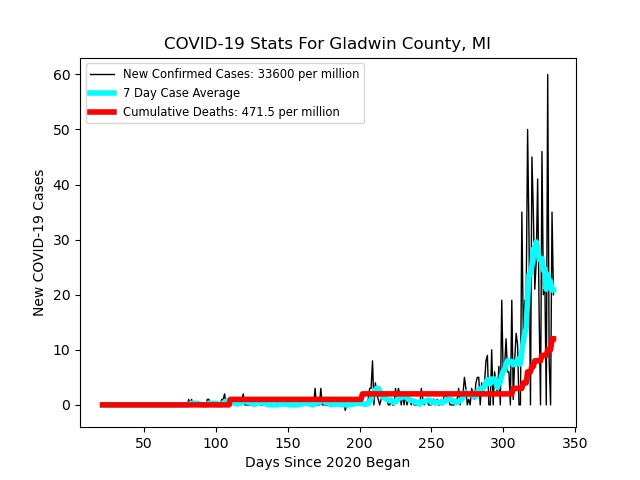 COVID-19 Stats For Gladwin County, MI
New Confirmed Cases: 33600 per million
7 Day Case Average
Cumulative Deaths: 471.5 per million
New COVID-19 Cases
60
50
40
30
20
10
0
50 100 150 200 250 300 350
Days Since 2020 Began